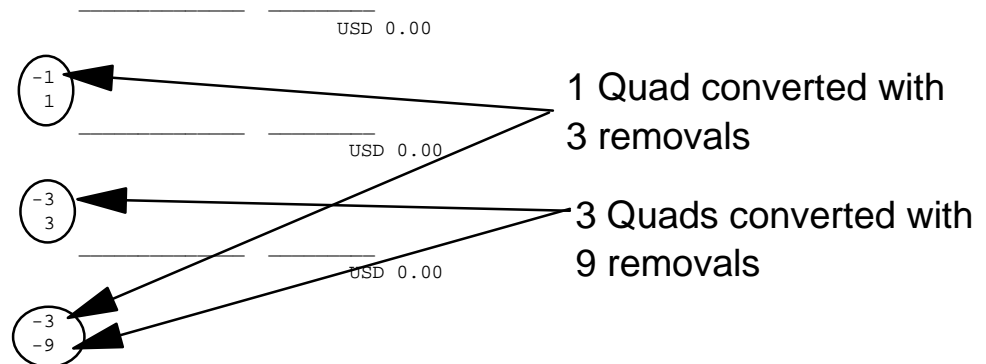 USD 0.00
-1
1
1 Quad converted with
3 removals
USD 0.00
-3
3
3 Quads converted with
9 removals
USD 0.00
-3
-9